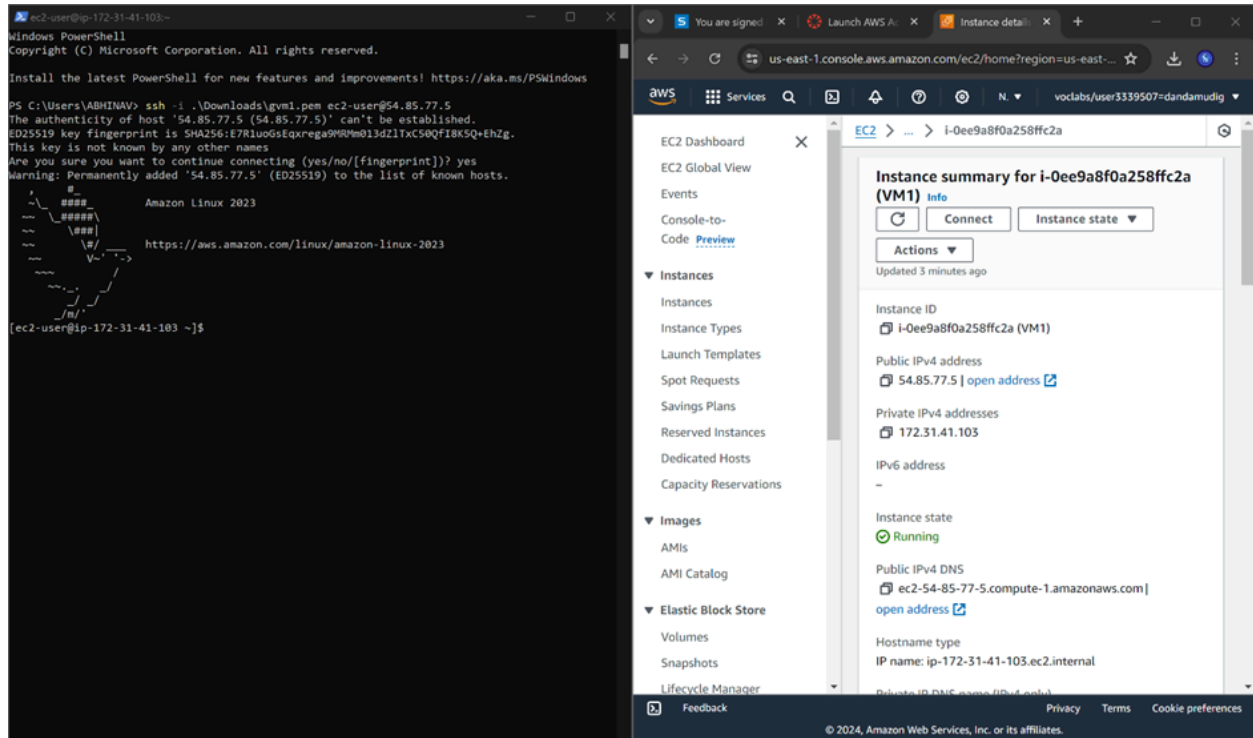 ec2-user@ip-172-31-41-103:~
Windows PowerShell
Copyright (C) Microsoft Corporation. All rights reserved.
Install the latest PowerShell for new features and improvements! https://aka.ms/PSWindows
PS C:\Users\ABHINAV> ssh -i .\Downloads\gvm1.pem ec2-user@54.85.77.5
The authenticity of host '54.85.77.5 (54.85.77.5)' can't be established.
ED25519 key fingerprint is SHA256:E7R1uoGsEqxrega9MRMm013dZlTxC50QfI8K5Q+EhZg.
This key is not known by any other names
Are you sure you want to continue connecting (yes/no/[fingerprint])? yes
Warning: Permanently added '54.85.77.5' (ED25519) to the list of known hosts.
   ,     #_
   ~\_  ####_        Amazon Linux 2023
  ~~  \_#####\
  ~~     \###|
  ~~       \#/ ___   https://aws.amazon.com/linux/amazon-linux-2023
   ~~       V~' '->
    ~~~         /
      ~~._.   _/
         _/ _/
       _/m/'
[ec2-user@ip-172-31-41-103 ~]$
You are signed
Launch AWS Ac
Instance detail
us-east-1.console.aws.amazon.com/ec2/home?region=us-east-...
aws
Services
N.
voclabs/user3339507=dandamudig
EC2 Dashboard
EC2 Global View
Events
Console-to-
Code Preview
Instances
Instances
Instance Types
Launch Templates
Spot Requests
Savings Plans
Reserved Instances
Dedicated Hosts
Capacity Reservations
Images
AMIs
AMI Catalog
Elastic Block Store
Volumes
Snapshots
Lifecycle Manager
EC2 > ... > i-0ee9a8f0a258ffc2a
Instance summary for i-0ee9a8f0a258ffc2a
(VM1) Info
Connect
Instance state
Actions
Updated 3 minutes ago
Instance ID
i-0ee9a8f0a258ffc2a (VM1)
Public IPv4 address
54.85.77.5 | open address
Private IPv4 addresses
172.31.41.103
IPv6 address
–
Instance state
Running
Public IPv4 DNS
ec2-54-85-77-5.compute-1.amazonaws.com |
open address
Hostname type
IP name: ip-172-31-41-103.ec2.internal
Private IP DNS name (IPv4 only)
Feedback
Privacy
Terms
Cookie preferences
© 2024, Amazon Web Services, Inc. or its affiliates.